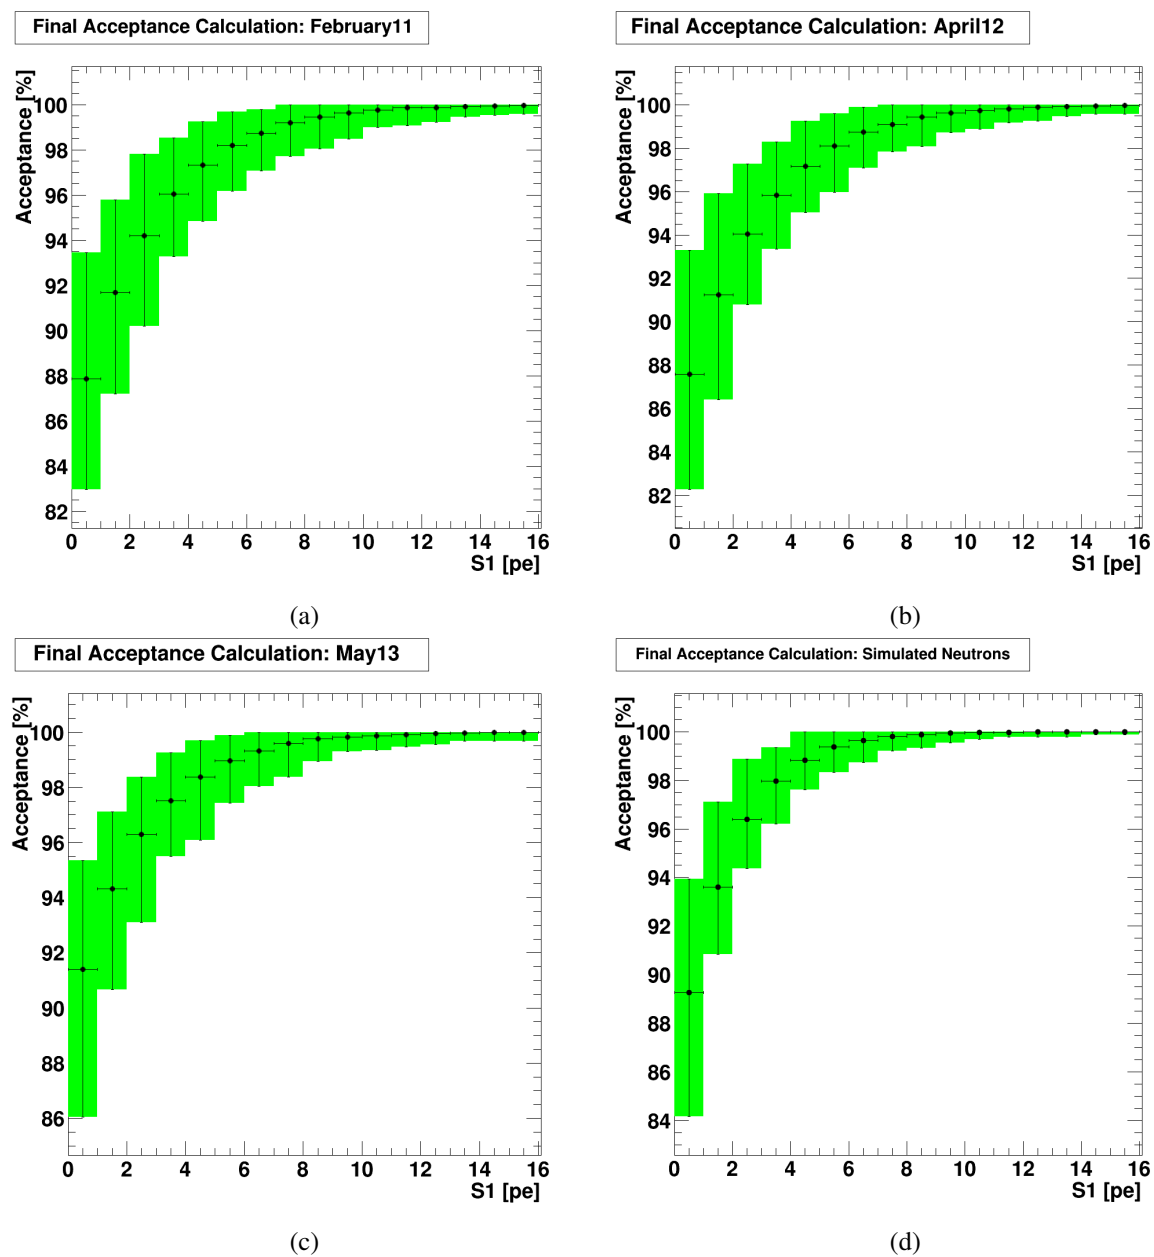 Final Acceptance Calculation: February11
Acceptance [%]
100
98
96
94
92
90
88
86
84
82
0 2 4 6 8 10 12 14 16
S1 [pe]
(a)
Final Acceptance Calculation: April12
Acceptance [%]
100
98
96
94
92
90
88
86
84
82
0 2 4 6 8 10 12 14 16
S1 [pe]
(b)
Final Acceptance Calculation: May13
Acceptance [%]
100
98
96
94
92
90
88
86
0 2 4 6 8 10 12 14 16
S1 [pe]
(c)
Final Acceptance Calculation: Simulated Neutrons
Acceptance [%]
100
98
96
94
92
90
88
86
84
0 2 4 6 8 10 12 14 16
S1 [pe]
(d)